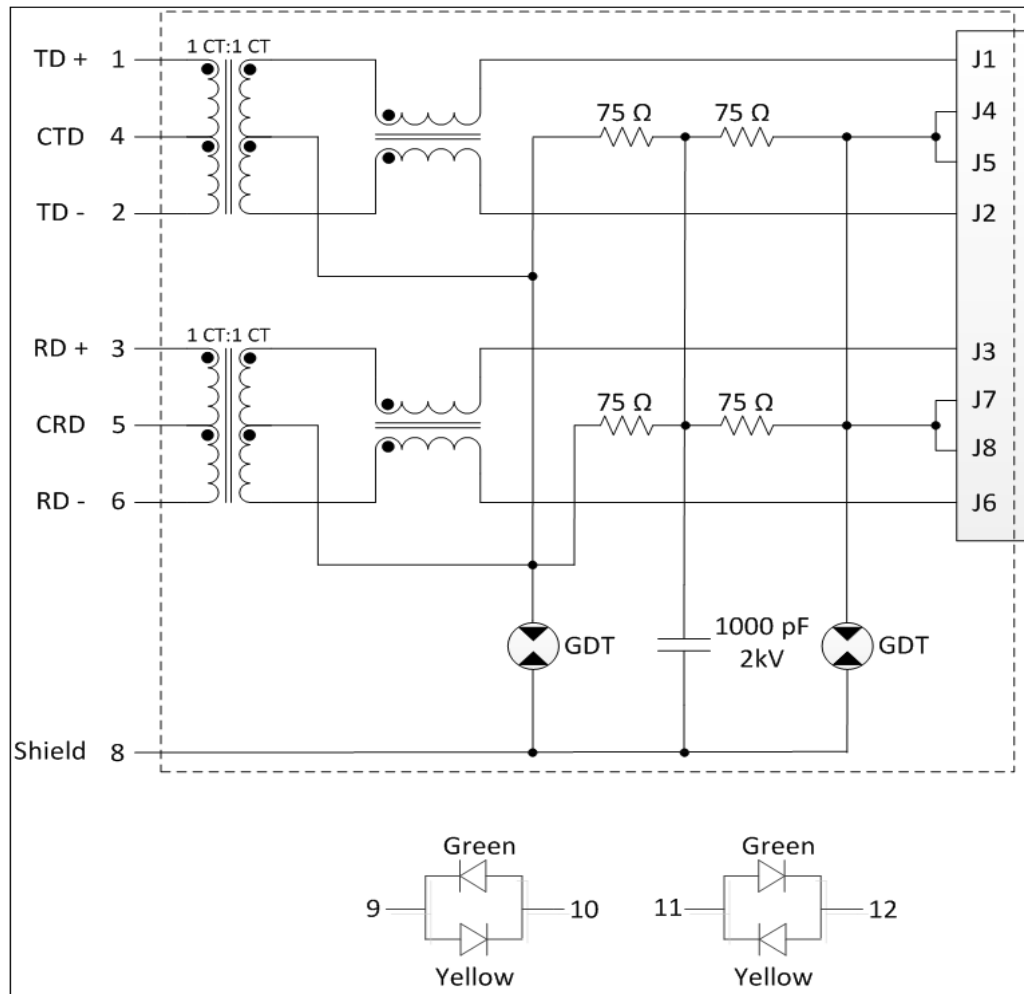 1 CT:1 CT
TD + 1
J1
75 Ω 75 Ω
J4
CTD 4
J5
TD - 2
J2
1 CT:1 CT
RD + 3
J3
75 Ω 75 Ω
J7
CRD 5
J8
RD - 6
J6
GDT
1000 pF
2kV
GDT
Shield 8
Green
9 10
Yellow
Green
11 12
Yellow